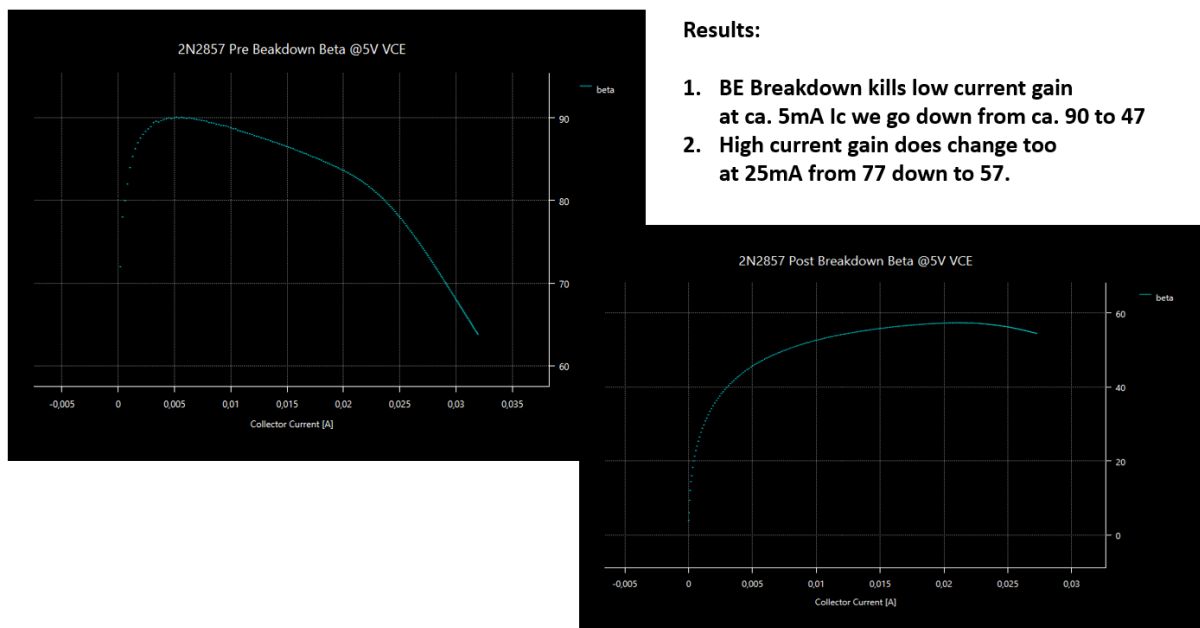 2N2857 Pre Beakdown Beta @5V VCE
beta
90
80
70
60
-0,005 0 0,005 0,01 0,015 0,02 0,025 0,03 0,035
Collector Current [A]
Results:
1. BE Breakdown kills low current gain
at ca. 5mA Ic we go down from ca. 90 to 47
2. High current gain does change too
at 25mA from 77 down to 57.
2N2857 Post Breakdown Beta @5V VCE
beta
60
40
20
0
-0,005 0 0,005 0,01 0,015 0,02 0,025 0,03
Collector Current [A]